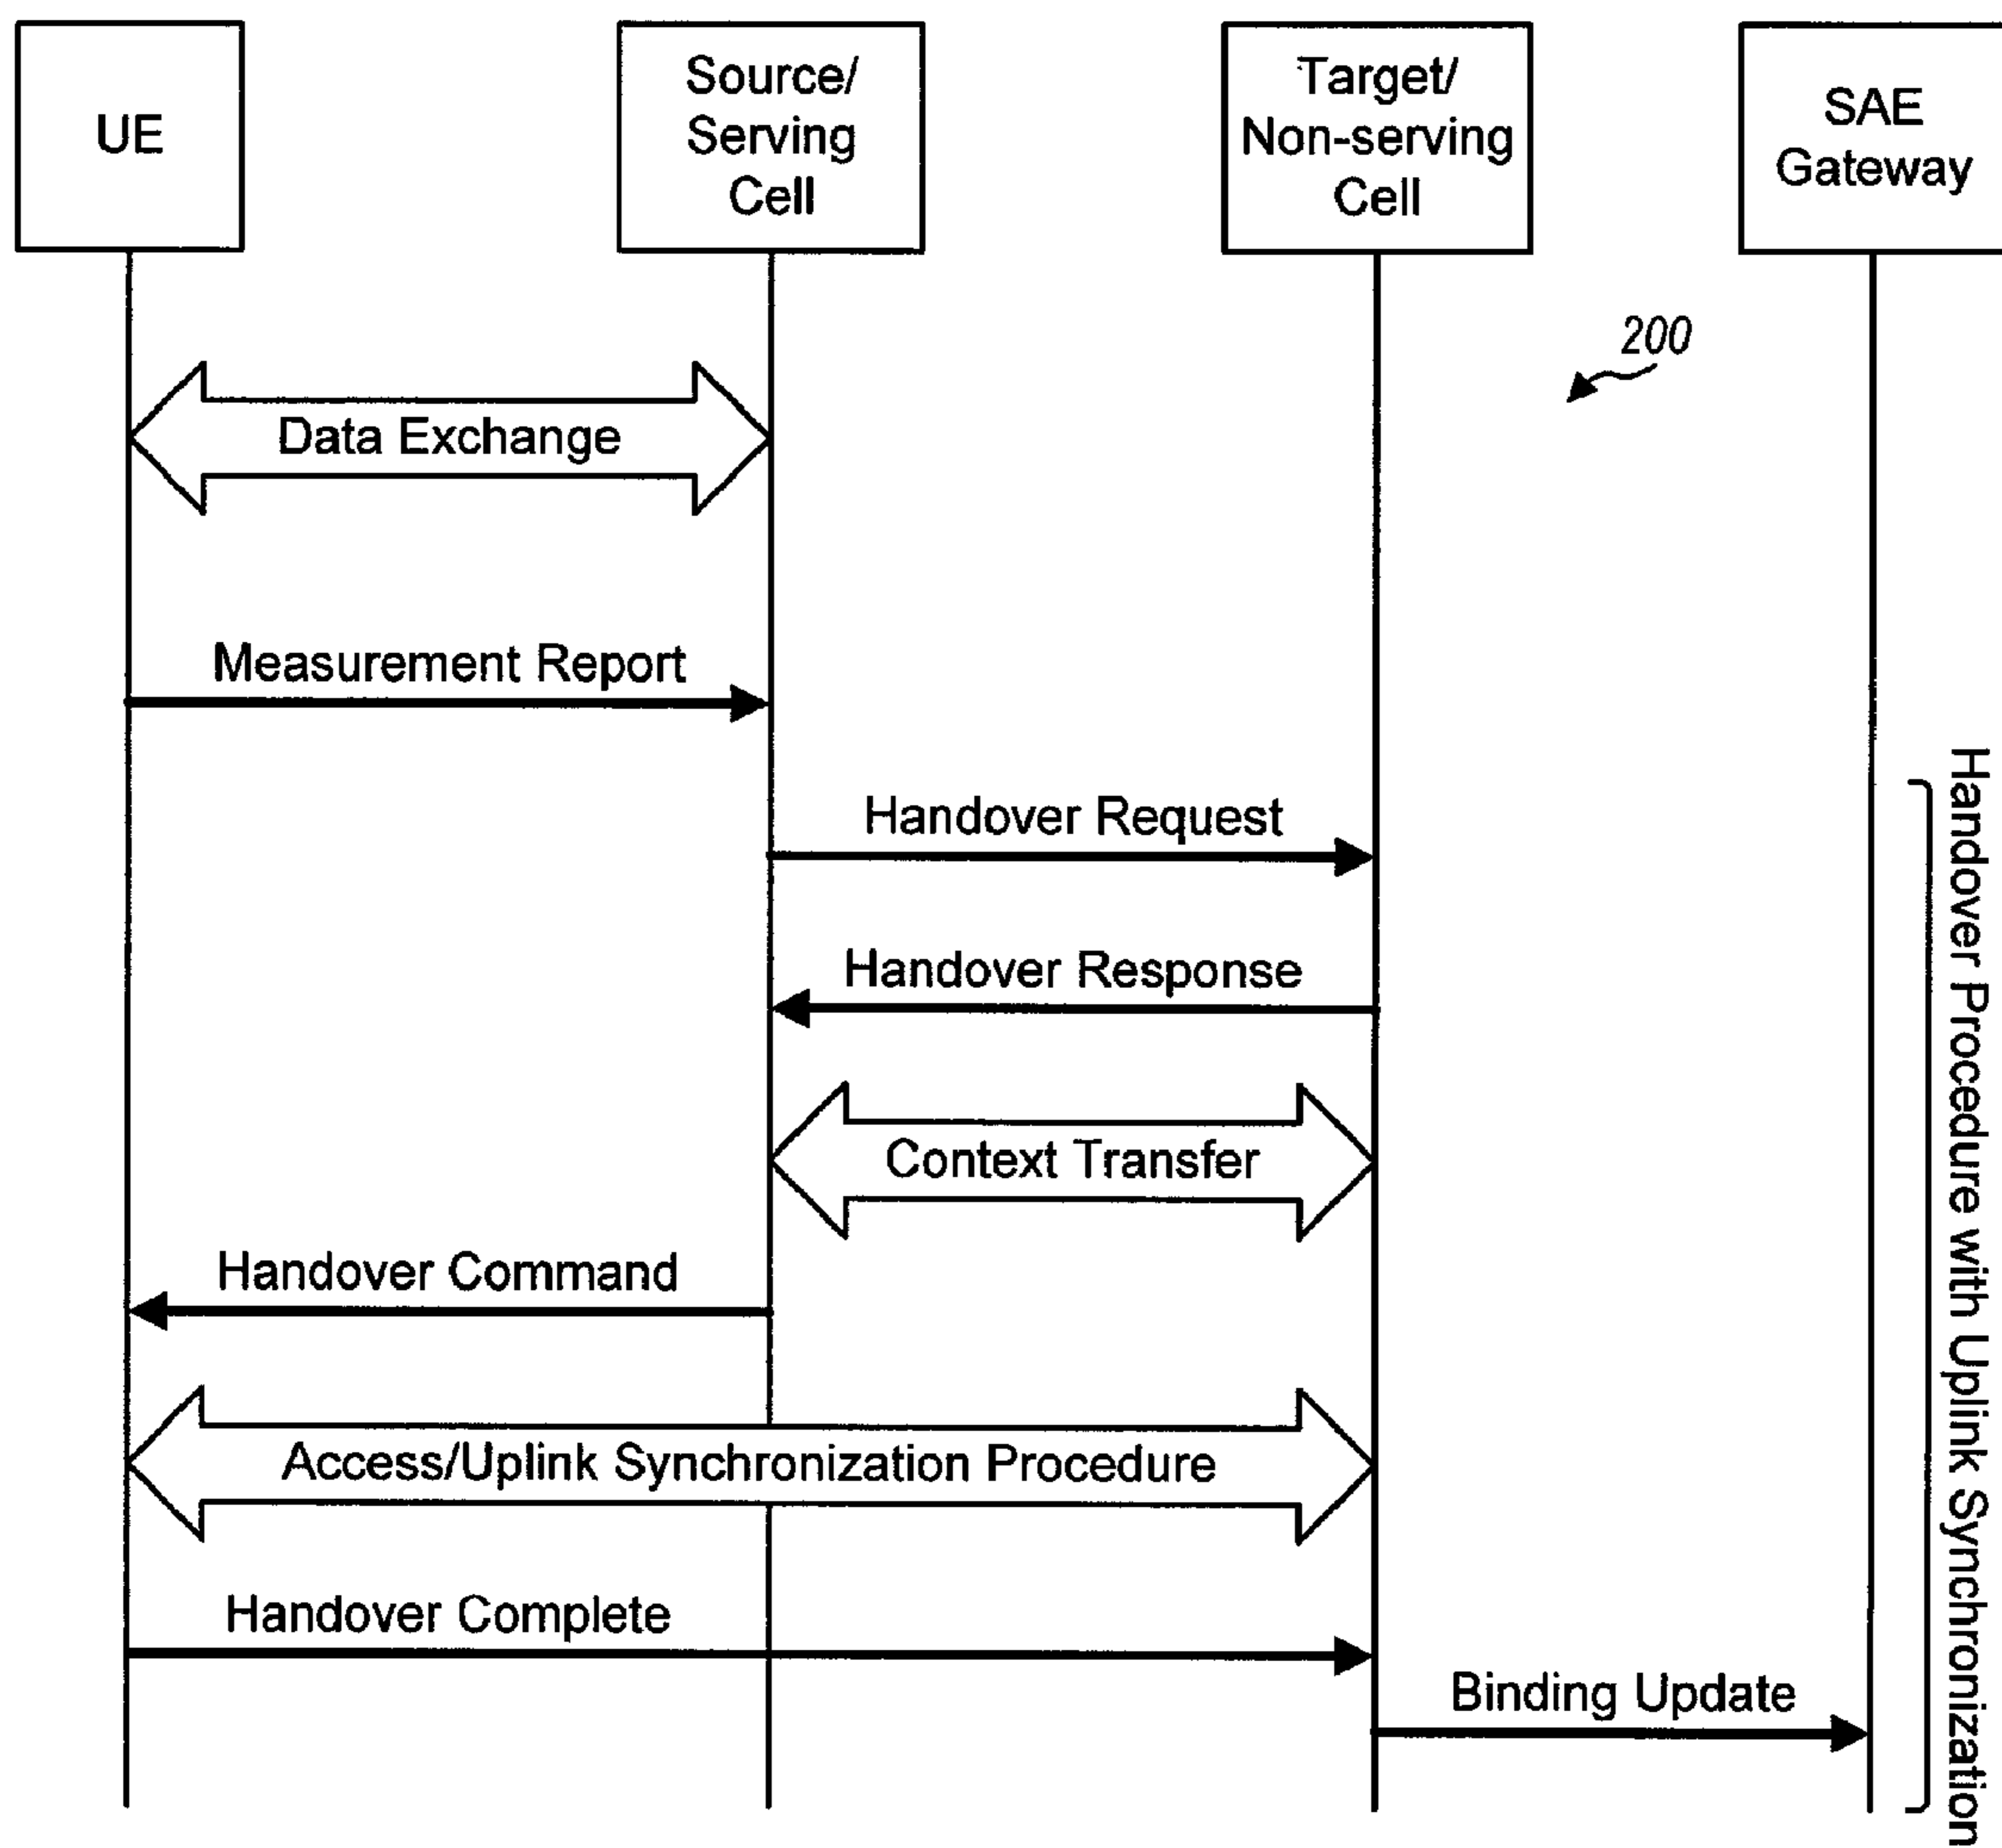 UE
Source/
Serving
Cell
Target/
Non-serving
Cell
SAE
Gateway
200
Data Exchange
Measurement Report
Handover Request
Handover Response
Context Transfer
Handover Command
Access/Uplink Synchronization Procedure
Handover Complete
Binding Update
Handover Procedure with Uplink Synchronization